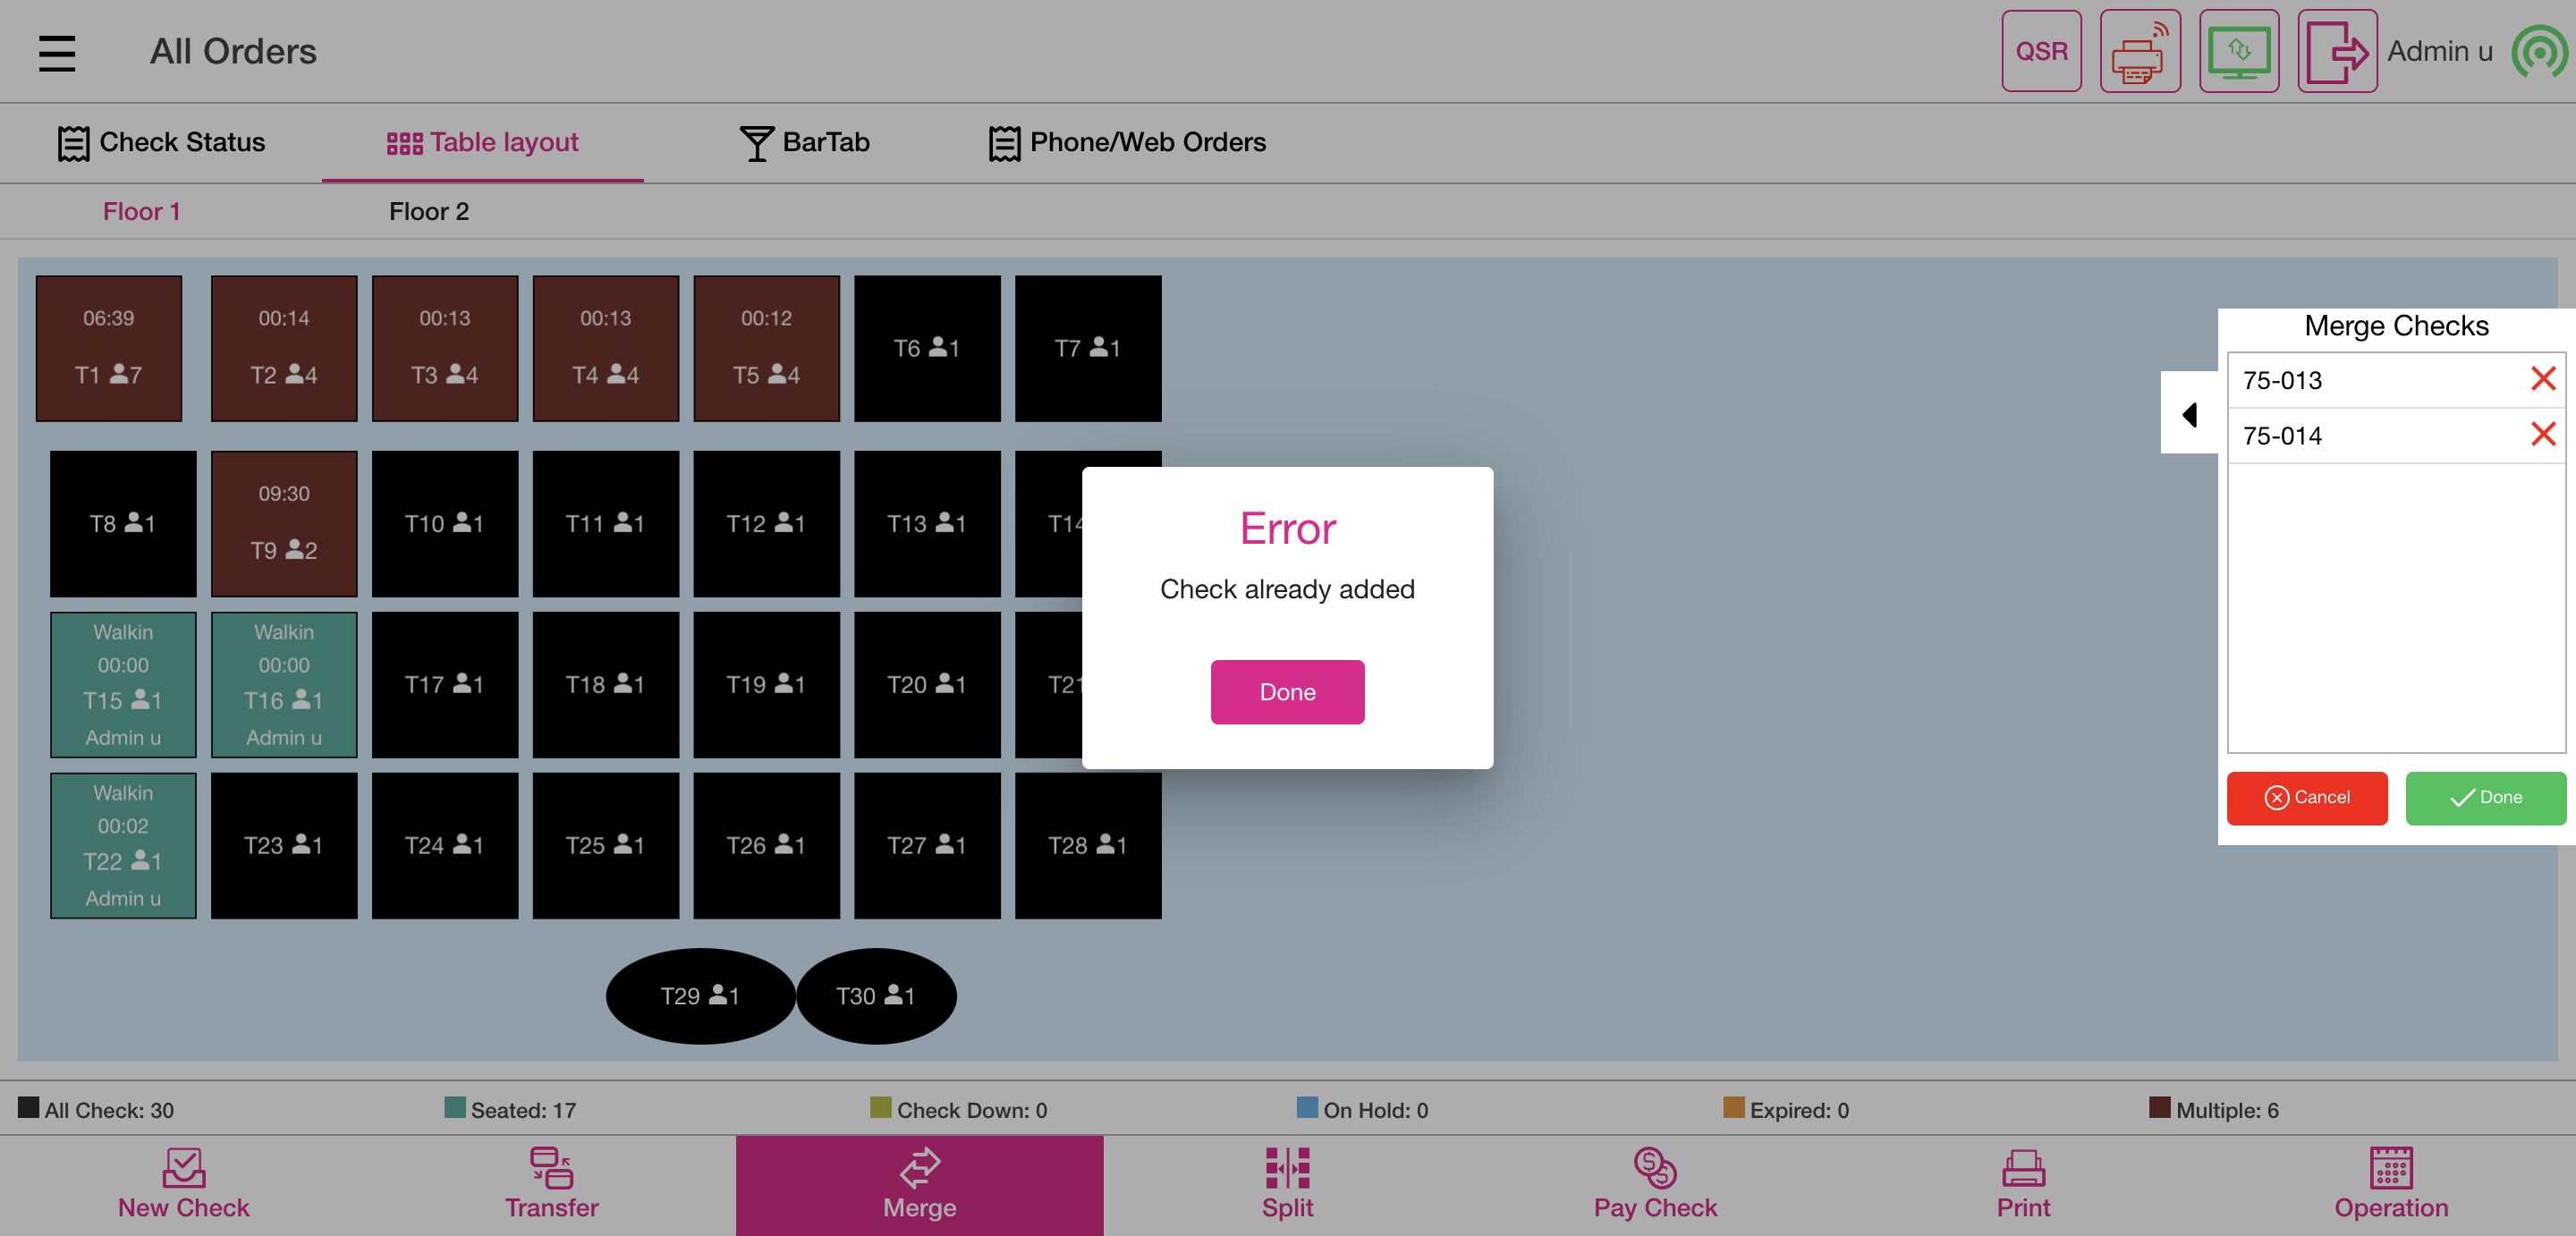 All Orders
QSR
Admin u
Check Status
Table layout
BarTab
Phone/Web Orders
Floor 1
Floor 2
06:39
T1 7
00:14
T2 4
00:13
T3 4
00:13
T4 4
00:12
T5 4
T6 1
T7 1
T8 1
09:30
T9 2
T10 1
T11 1
T12 1
T13 1
T14
Walkin
00:00
T15 1
Admin u
Walkin
00:00
T16 1
Admin u
T17 1
T18 1
T19 1
T20 1
T21
Walkin
00:02
T22 1
Admin u
T23 1
T24 1
T25 1
T26 1
T27 1
T28 1
T29 1
T30 1
Error
Check already added
Done
Merge Checks
75-013
75-014
Cancel
Done
All Check: 30
Seated: 17
Check Down: 0
On Hold: 0
Expired: 0
Multiple: 6
New Check
Transfer
Merge
Split
Pay Check
Print
Operation